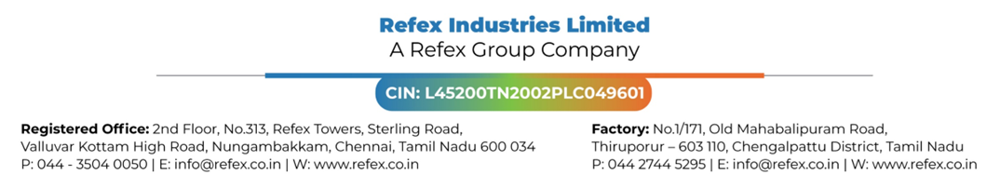 Refex Industries Limited
A Refex Group Company
CIN: L45200TN2002PLC049601
Registered Office: 2nd Floor, No.313, Refex Towers, Sterling Road,
Valluvar Kottam High Road, Nungambakkam, Chennai, Tamil Nadu 600 034
P: 044 - 3504 0050 | E: info@refex.co.in | W: www.refex.co.in
Factory: No.1/171, Old Mahabalipuram Road,
Thiruporur – 603 110, Chengalpattu District, Tamil Nadu
P: 044 2744 5295 | E: info@refex.co.in | W: www.refex.co.in